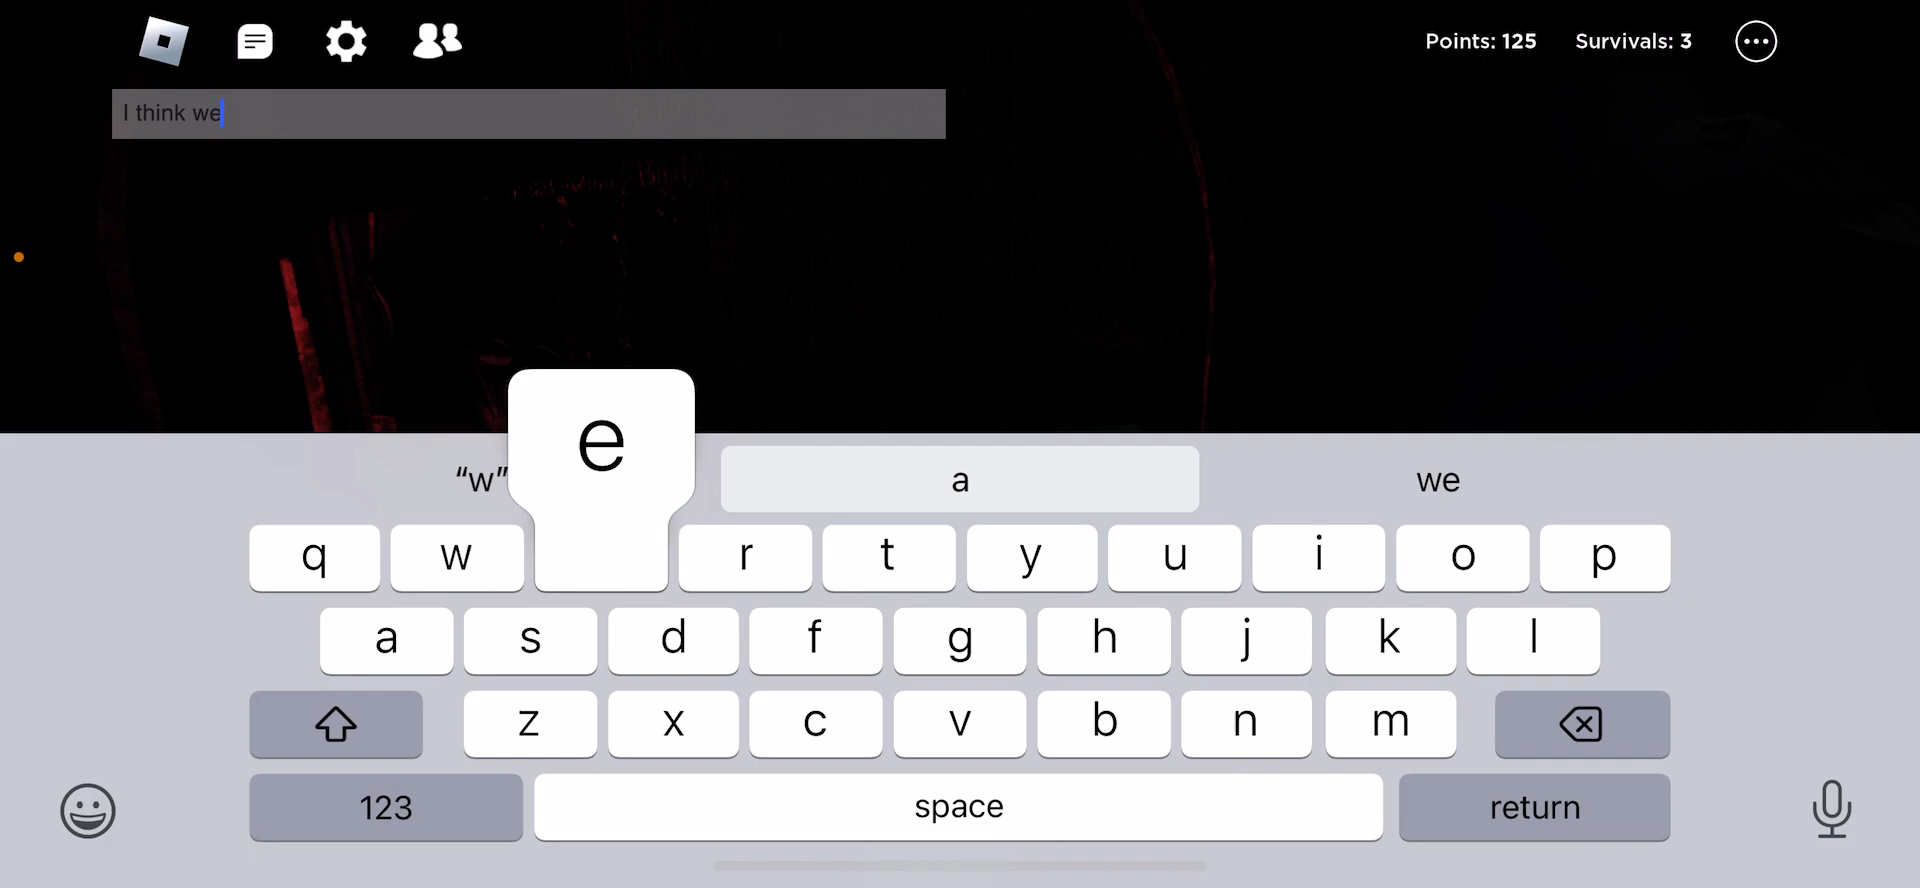 Points: 125 Survivals: 3
I think we
“w” a we
e
q w r t y u i o p
a s d f g h j k l
z x c v b n m
123 space return